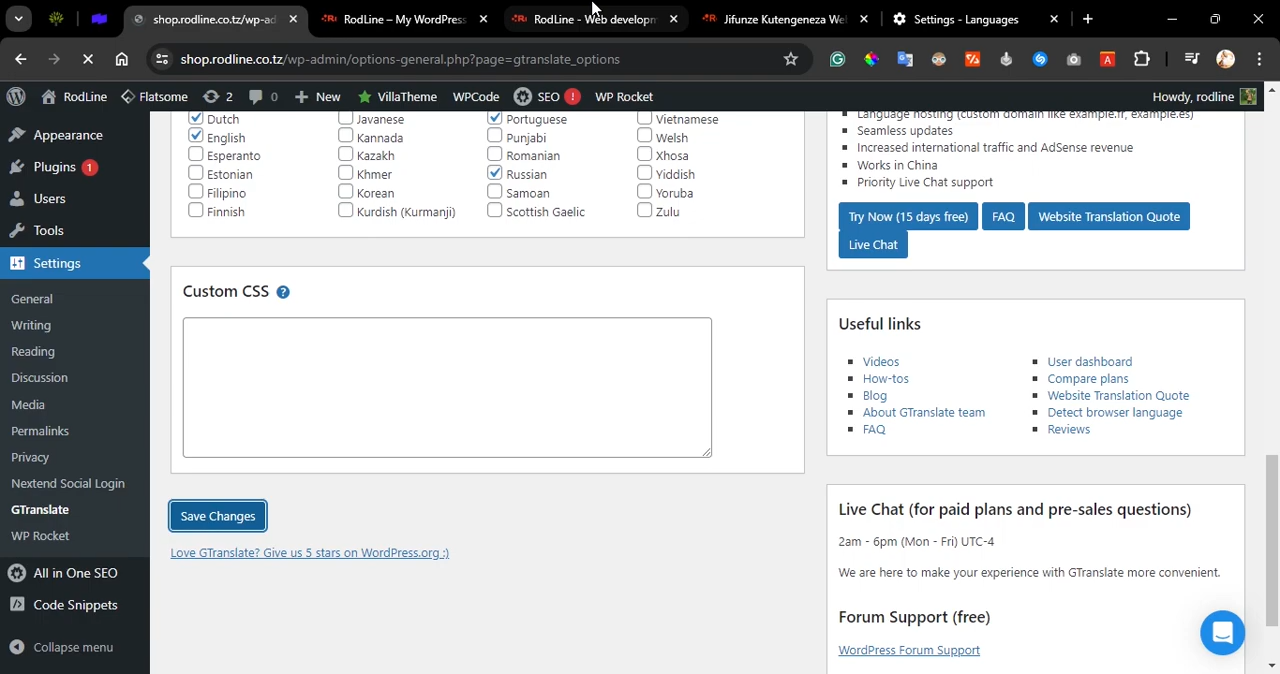 shop.rodline.co.tz/wp-ad
RodLine – My WordPress
RodLine - Web developm
Jifunze Kutengeneza We
Settings - Languages
shop.rodline.co.tz/wp-admin/options-general.php?page=gtranslate_options
RodLine
Flatsome
2
0
New
VillaTheme
WPCode
SEO
!
WP Rocket
Howdy, rodline
Appearance
Plugins 1
Users
Tools
Settings
General
Writing
Reading
Discussion
Media
Permalinks
Privacy
Nextend Social Login
GTranslate
WP Rocket
All in One SEO
Code Snippets
Collapse menu
Dutch
English
Esperanto
Estonian
Filipino
Finnish
Javanese
Kannada
Kazakh
Khmer
Korean
Kurdish (Kurmanji)
Portuguese
Punjabi
Romanian
Russian
Samoan
Scottish Gaelic
Vietnamese
Welsh
Xhosa
Yiddish
Yoruba
Zulu
Custom CSS ?
Save Changes
Love GTranslate? Give us 5 stars on WordPress.org :)
Language hosting (custom domain like example.fr, example.es)
Seamless updates
Increased international traffic and AdSense revenue
Works in China
Priority Live Chat support
Try Now (15 days free)
FAQ
Website Translation Quote
Live Chat
Useful links
Videos
How-tos
Blog
About GTranslate team
FAQ
User dashboard
Compare plans
Website Translation Quote
Detect browser language
Reviews
Live Chat (for paid plans and pre-sales questions)
2am - 6pm (Mon - Fri) UTC-4
We are here to make your experience with GTranslate more convenient.
Forum Support (free)
WordPress Forum Support